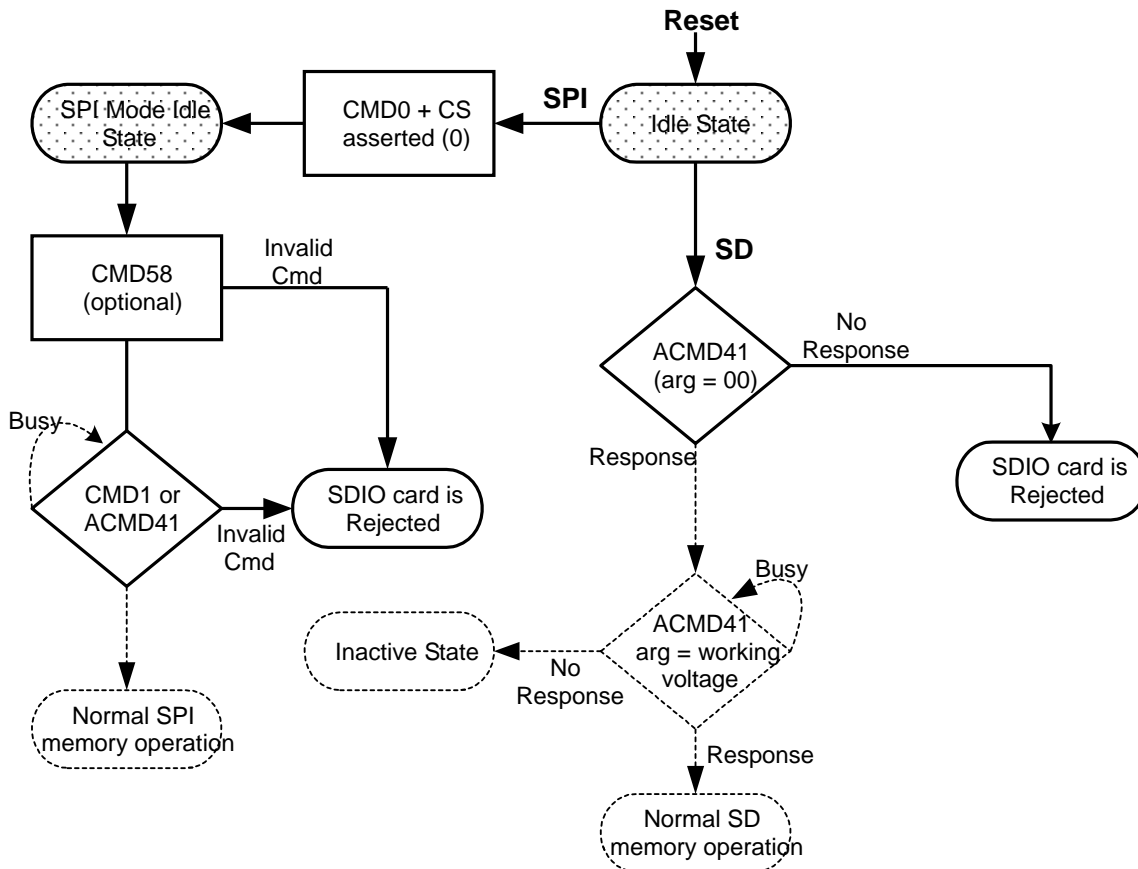 Reset
SPI Mode Idle
State
CMD0 + CS
asserted (0)
SPI
Idle State
SD
CMD58
(optional)
Invalid
Cmd
ACMD41
(arg = 00)
No
Response
Busy
CMD1 or
ACMD41
Invalid
Cmd
SDIO card is
Rejected
Response
SDIO card is
Rejected
Busy
Inactive State
No
Response
ACMD41
arg = working
voltage
Normal SPI
memory operation
Response
Normal SD
memory operation